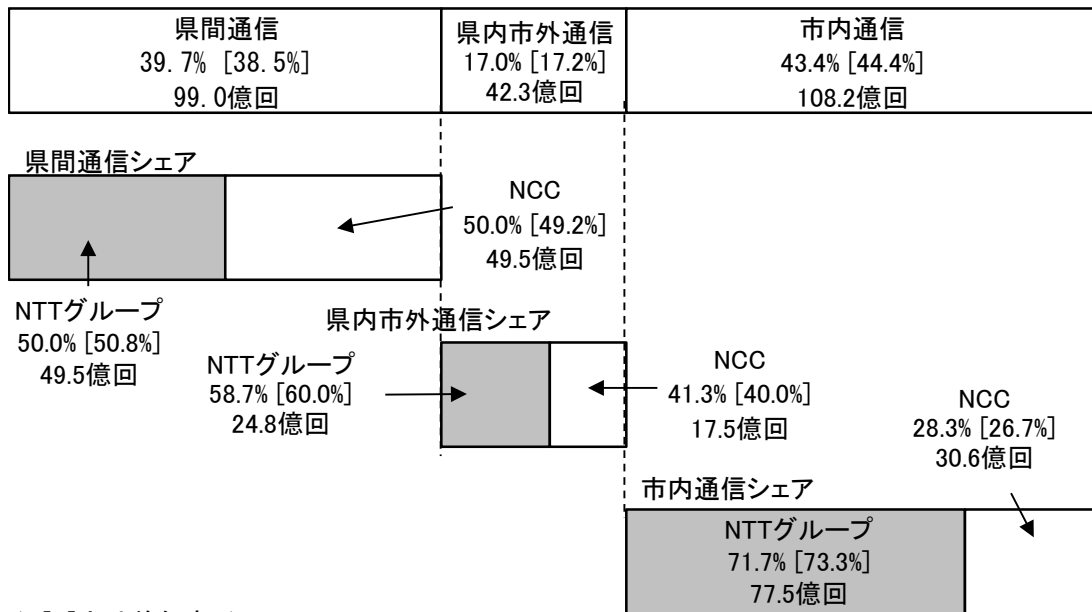 県間通信
39.7% [38.5%]
99.0億回
県内市外通信
17.0% [17.2%]
42.3億回
市内通信
43.4% [44.4%]
108.2億回
県間通信シェア
NCC
50.0% [49.2%]
49.5億回
NTTグループ
50.0% [50.8%]
49.5億回
県内市外通信シェア
NTTグループ
58.7% [60.0%]
24.8億回
NCC
41.3% [40.0%]
17.5億回
NCC
28.3% [26.7%]
30.6億回
市内通信シェア
NTTグループ
71.7% [73.3%]
77.5億回